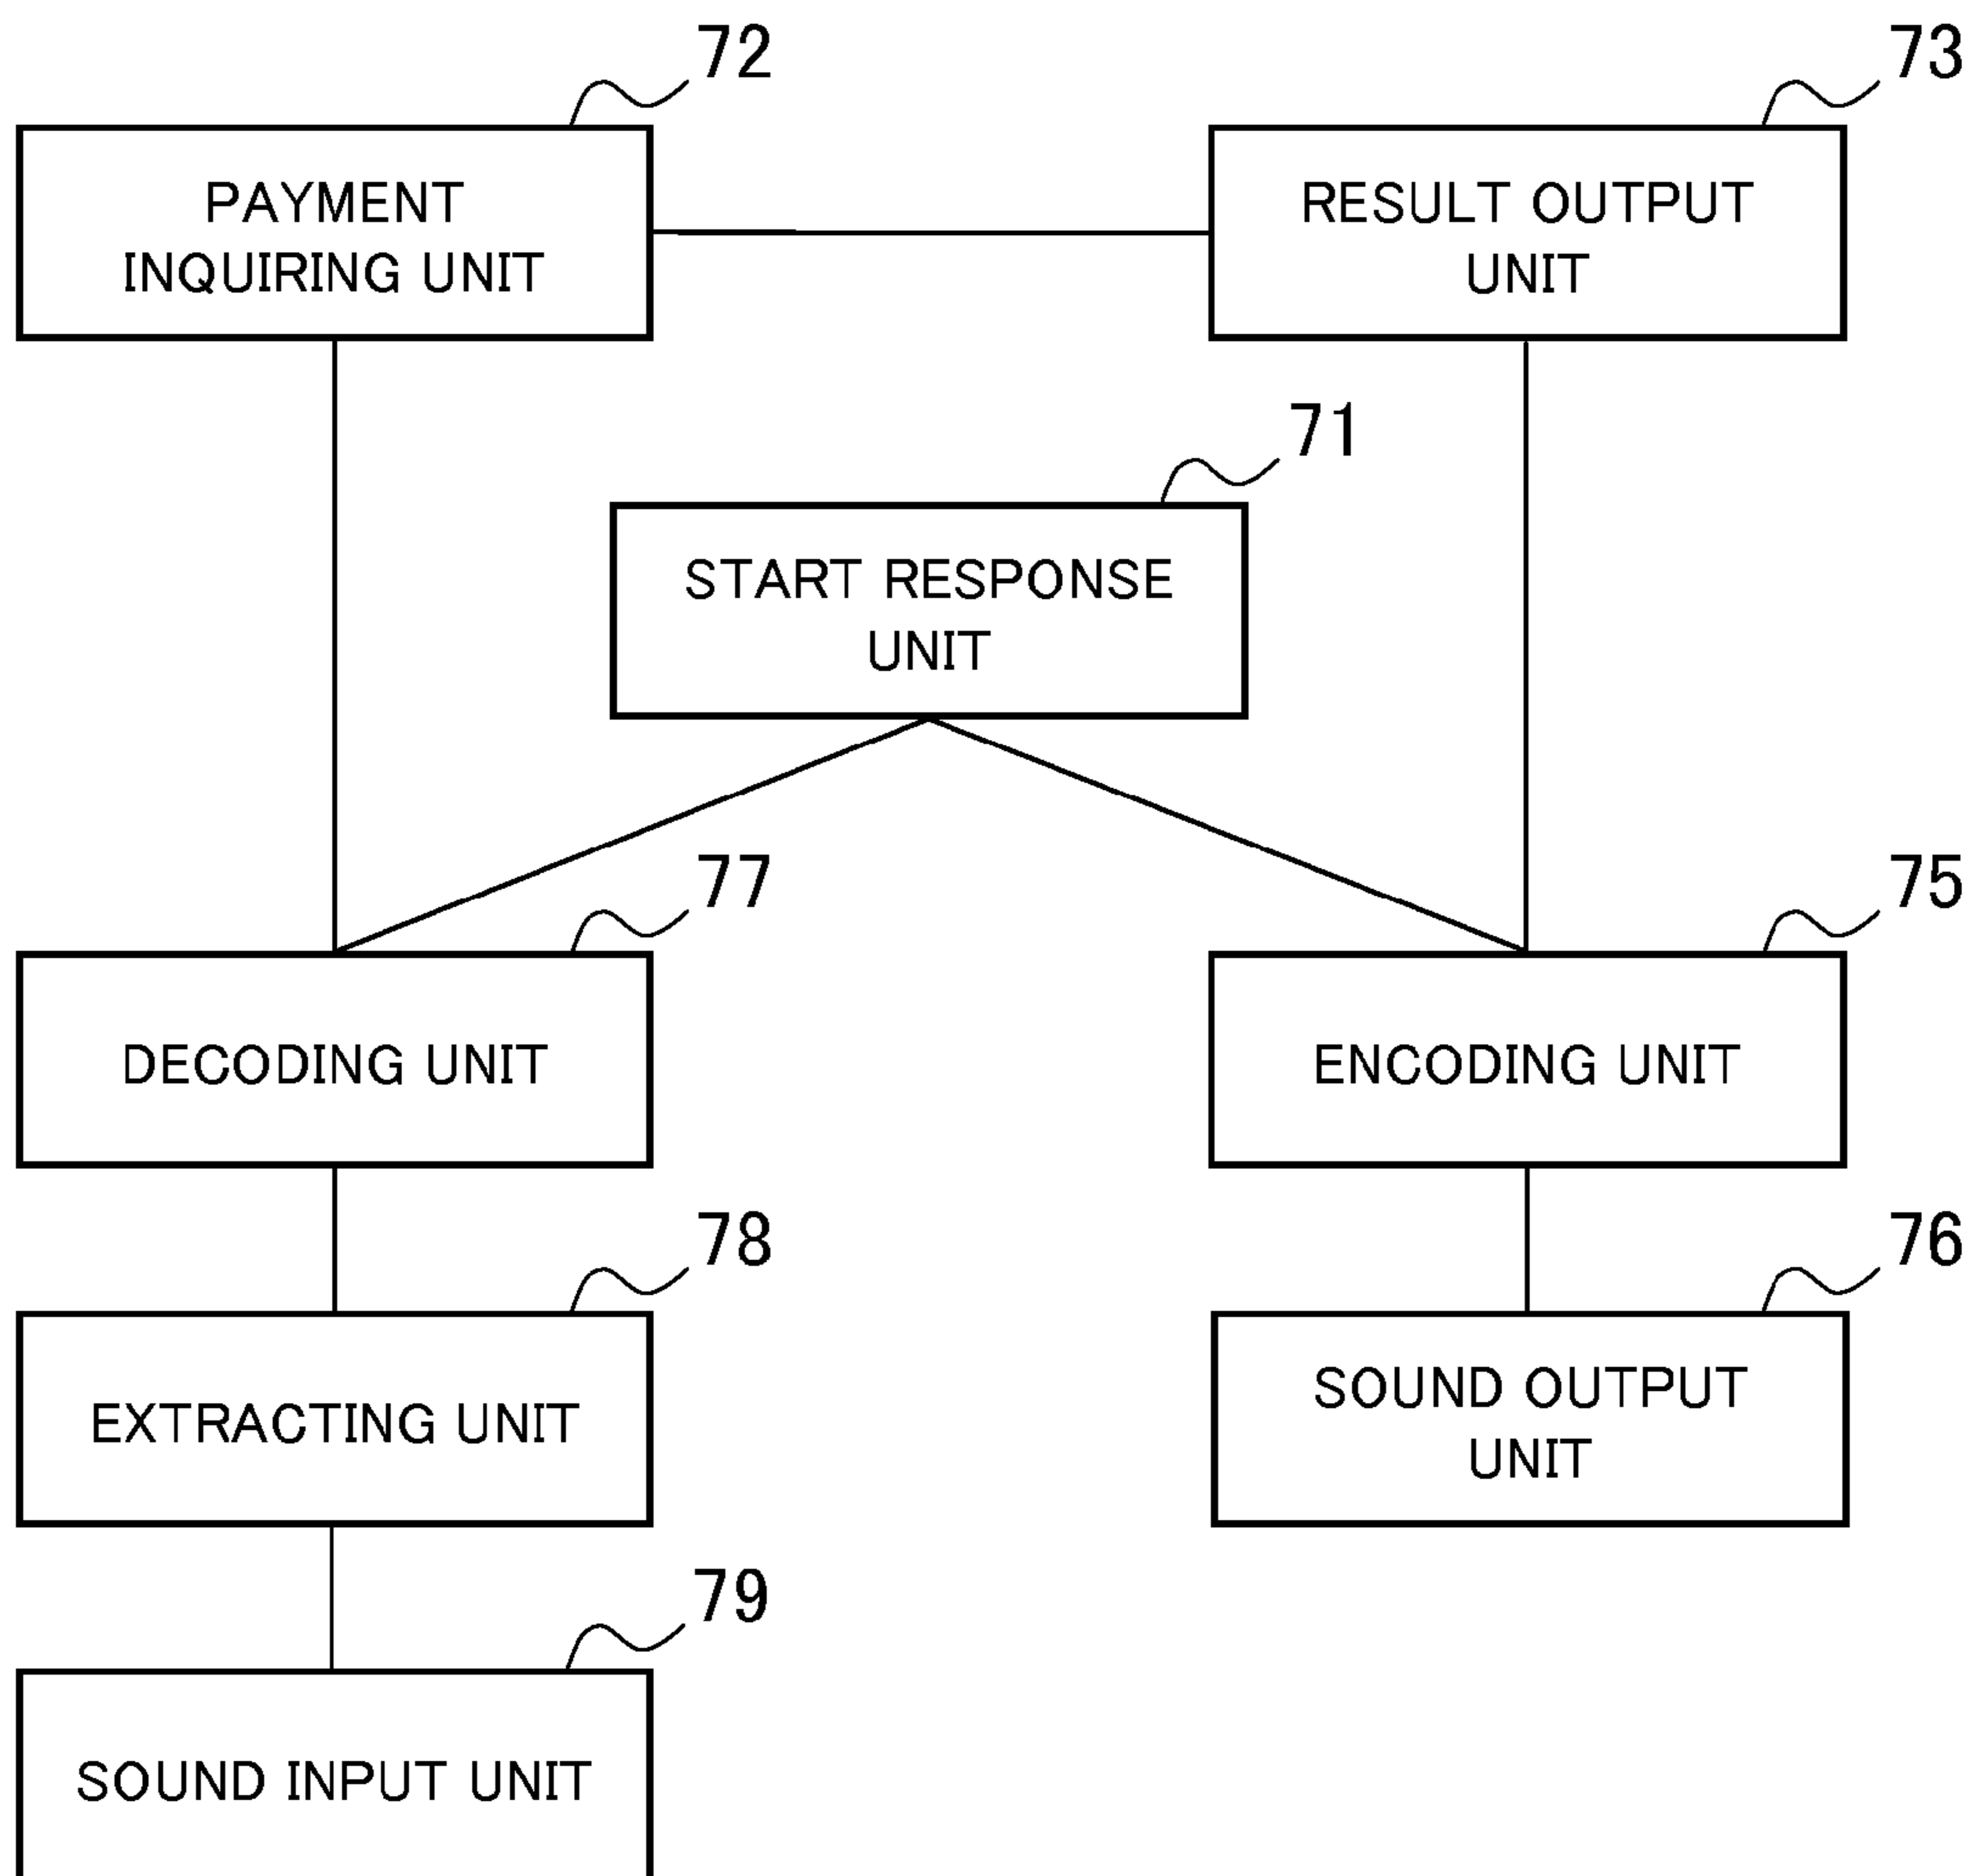 72
PAYMENT
INQUIRING UNIT
73
RESULT OUTPUT
UNIT
71
START RESPONSE
UNIT
77
DECODING UNIT
75
ENCODING UNIT
78
EXTRACTING UNIT
76
SOUND OUTPUT
UNIT
79
SOUND INPUT UNIT